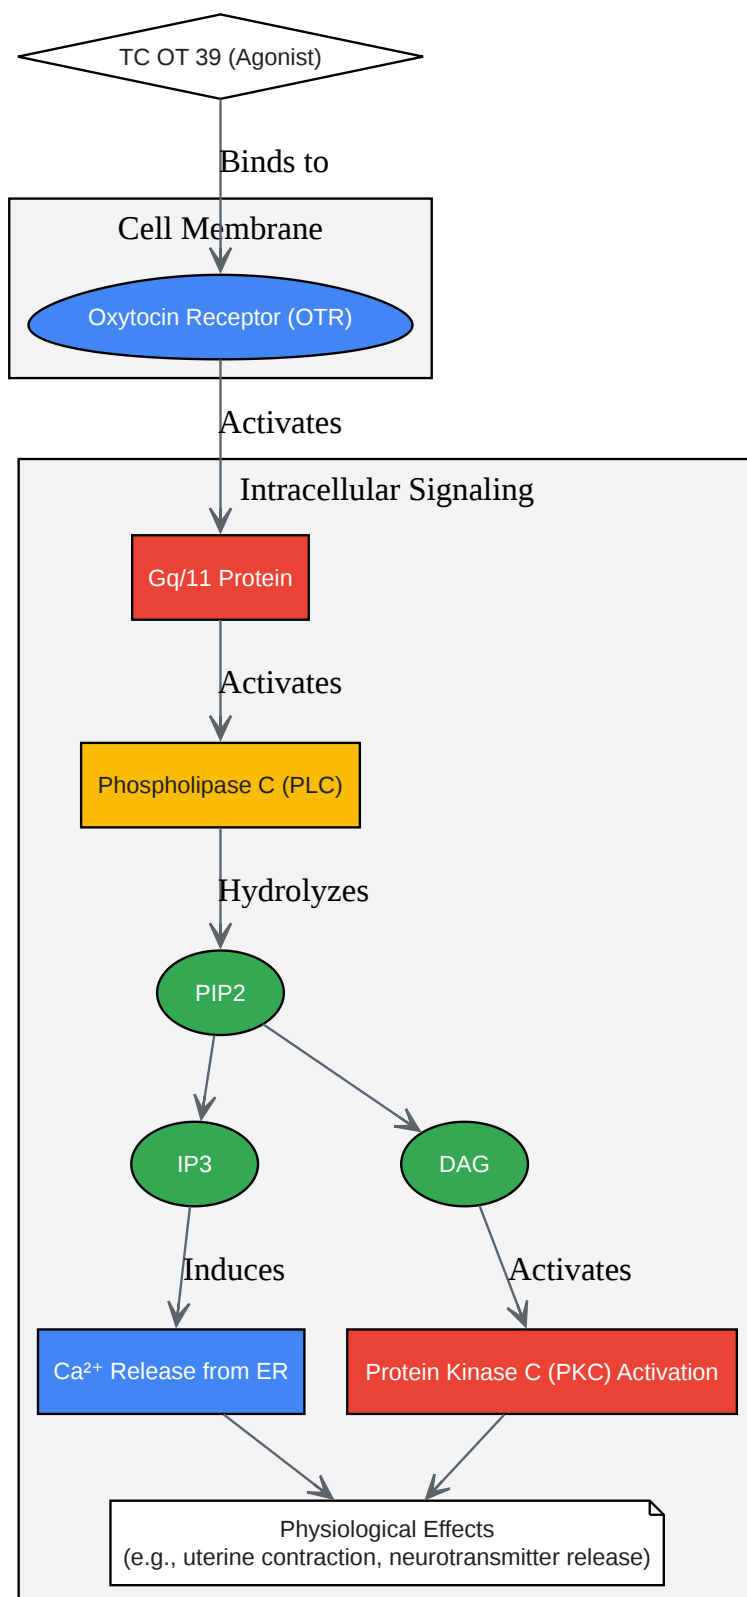 TC OT 39 (Agonist)
Binds to
Cell Membrane
Oxytocin Receptor (OTR)
Activates
Intracellular Signaling
Gq/11 Protein
Activates
Phospholipase C (PLC)
Hydrolyzes
PIP2
IP3
DAG
Induces
Activates
Ca²⁺ Release from ER
Protein Kinase C (PKC) Activation
Physiological Effects
(e.g., uterine contraction, neurotransmitter release)